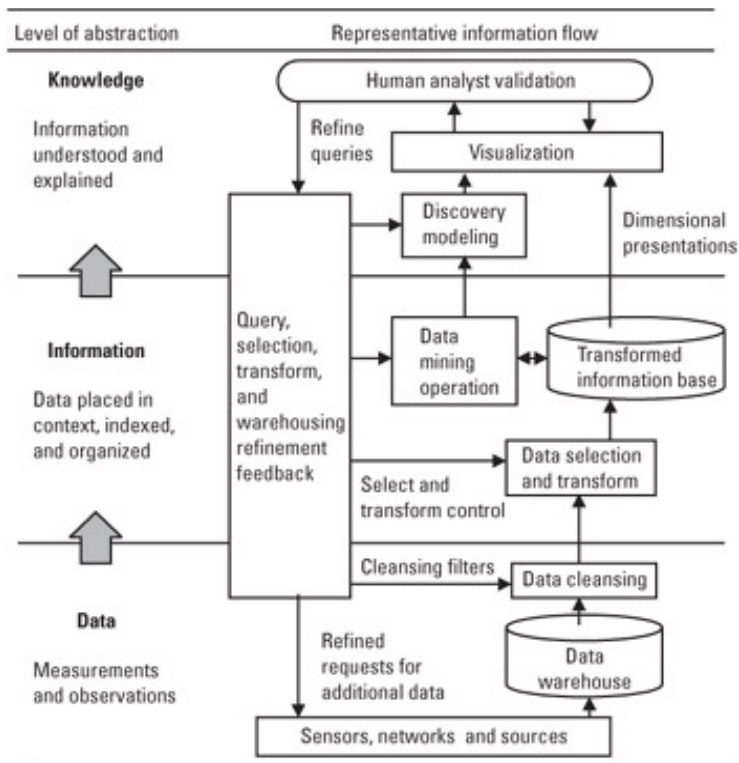 Level of abstraction
Representative information flow
Knowledge
Information
understood and
explained
Human analyst validation
Refine
queries
Visualization
Discovery
modeling
Dimensional
presentations
Information
Data placed in
context, indexed,
and organized
Query,
selection,
transform,
and
warehousing
refinement
feedback
Data
mining
operation
Transformed
information base
Select and
transform control
Data selection
and transform
Data
Measurements
and observations
Cleansing filters
Data cleansing
Refined
requests for
additional data
Data
warehouse
Sensors, networks and sources